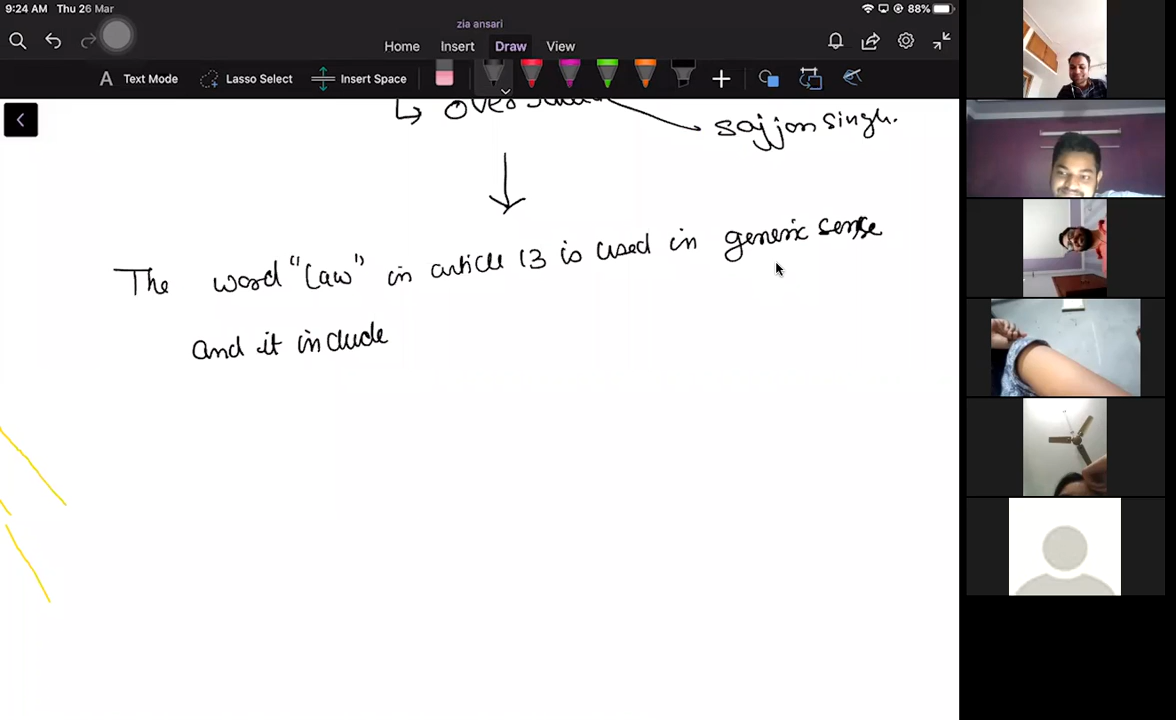 9:24 AM Thu 26 Mar
88%
zia ansari
Home Insert Draw View
A Text Mode Lasso Select Insert Space
sajjan singh.
The word "law" in article 13 is used in generic sense
and it include